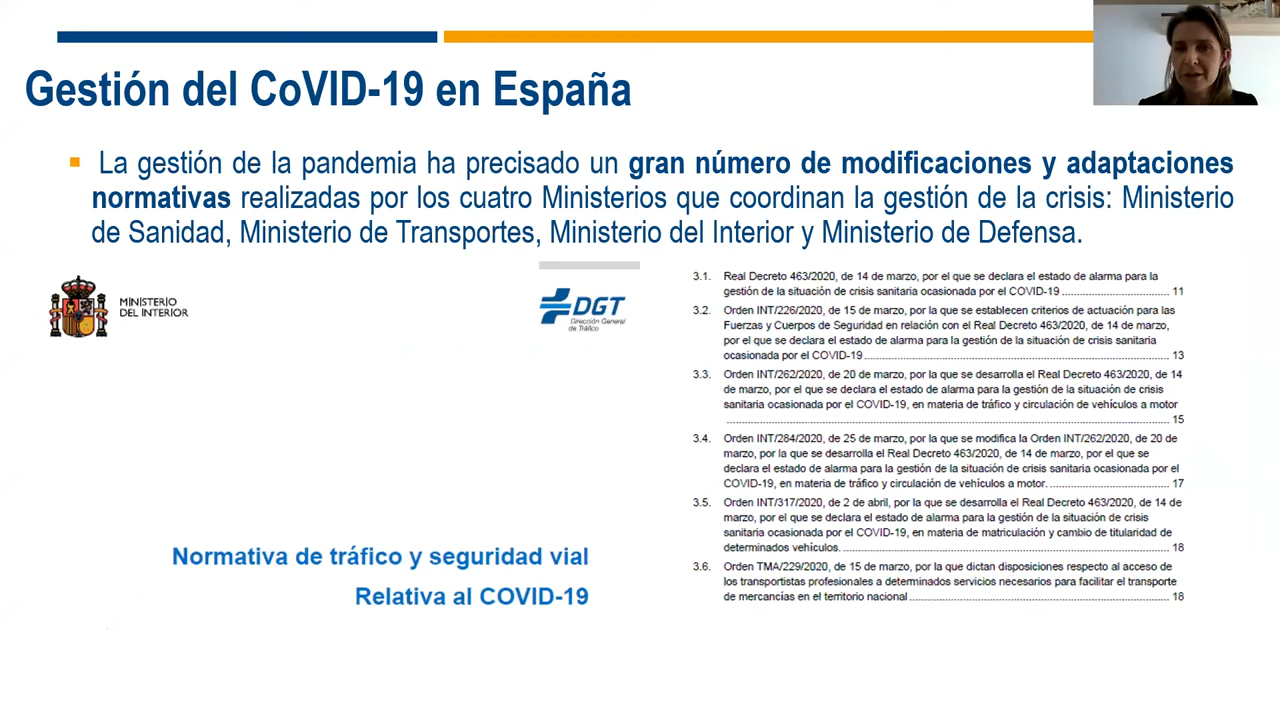 Gestión del CoVID-19 en España
La gestión de la pandemia ha precisado un gran número de modificaciones y adaptaciones
normativas realizadas por los cuatro Ministerios que coordinan la gestión de la crisis: Ministerio
de Sanidad, Ministerio de Transportes, Ministerio del Interior y Ministerio de Defensa.
MINISTERIO
DEL INTERIOR
DGT
Dirección General
de Tráfico
Normativa de tráfico y seguridad vial
Relativa al COVID-19
3.1. Real Decreto 463/2020, de 14 de marzo, por el que se declara el estado de alarma para la
gestión de la situación de crisis sanitaria ocasionada por el COVID-19 ........ 11
3.2. Orden INT/226/2020, de 15 de marzo, por la que se establecen criterios de actuación para las
Fuerzas y Cuerpos de Seguridad en relación con el Real Decreto 463/2020, de 14 de marzo,
por el que se declara el estado de alarma para la gestión de la situación de crisis sanitaria
ocasionada por el COVID-19 ........ 13
3.3. Orden INT/262/2020, de 20 de marzo, por la que se desarrolla el Real Decreto 463/2020, de 14
de marzo, por el que se declara el estado de alarma para la gestión de la situación de crisis
sanitaria ocasionada por el COVID-19, en materia de tráfico y circulación de vehículos a motor
........ 15
3.4. Orden INT/284/2020, de 25 de marzo, por la que se modifica la Orden INT/262/2020, de 20 de
marzo, por la que se desarrolla el Real Decreto 463/2020, de 14 de marzo, por el que se
declara el estado de alarma para la gestión de la situación de crisis sanitaria ocasionada por el
COVID-19, en materia de tráfico y circulación de vehículos a motor. ........ 17
3.5. Orden INT/317/2020, de 2 de abril, por la que se desarrolla el Real Decreto 463/2020, de 14 de
marzo, por el que se declara el estado de alarma para la gestión de la situación de crisis
sanitaria ocasionada por el COVID-19, en materia de matriculación y cambio de titularidad de
determinados vehículos. ........ 18
3.6. Orden TMA/229/2020, de 15 de marzo, por la que dictan disposiciones respecto al acceso de
los transportistas profesionales a determinados servicios necesarios para facilitar el transporte
de mercancías en el territorio nacional ........ 18